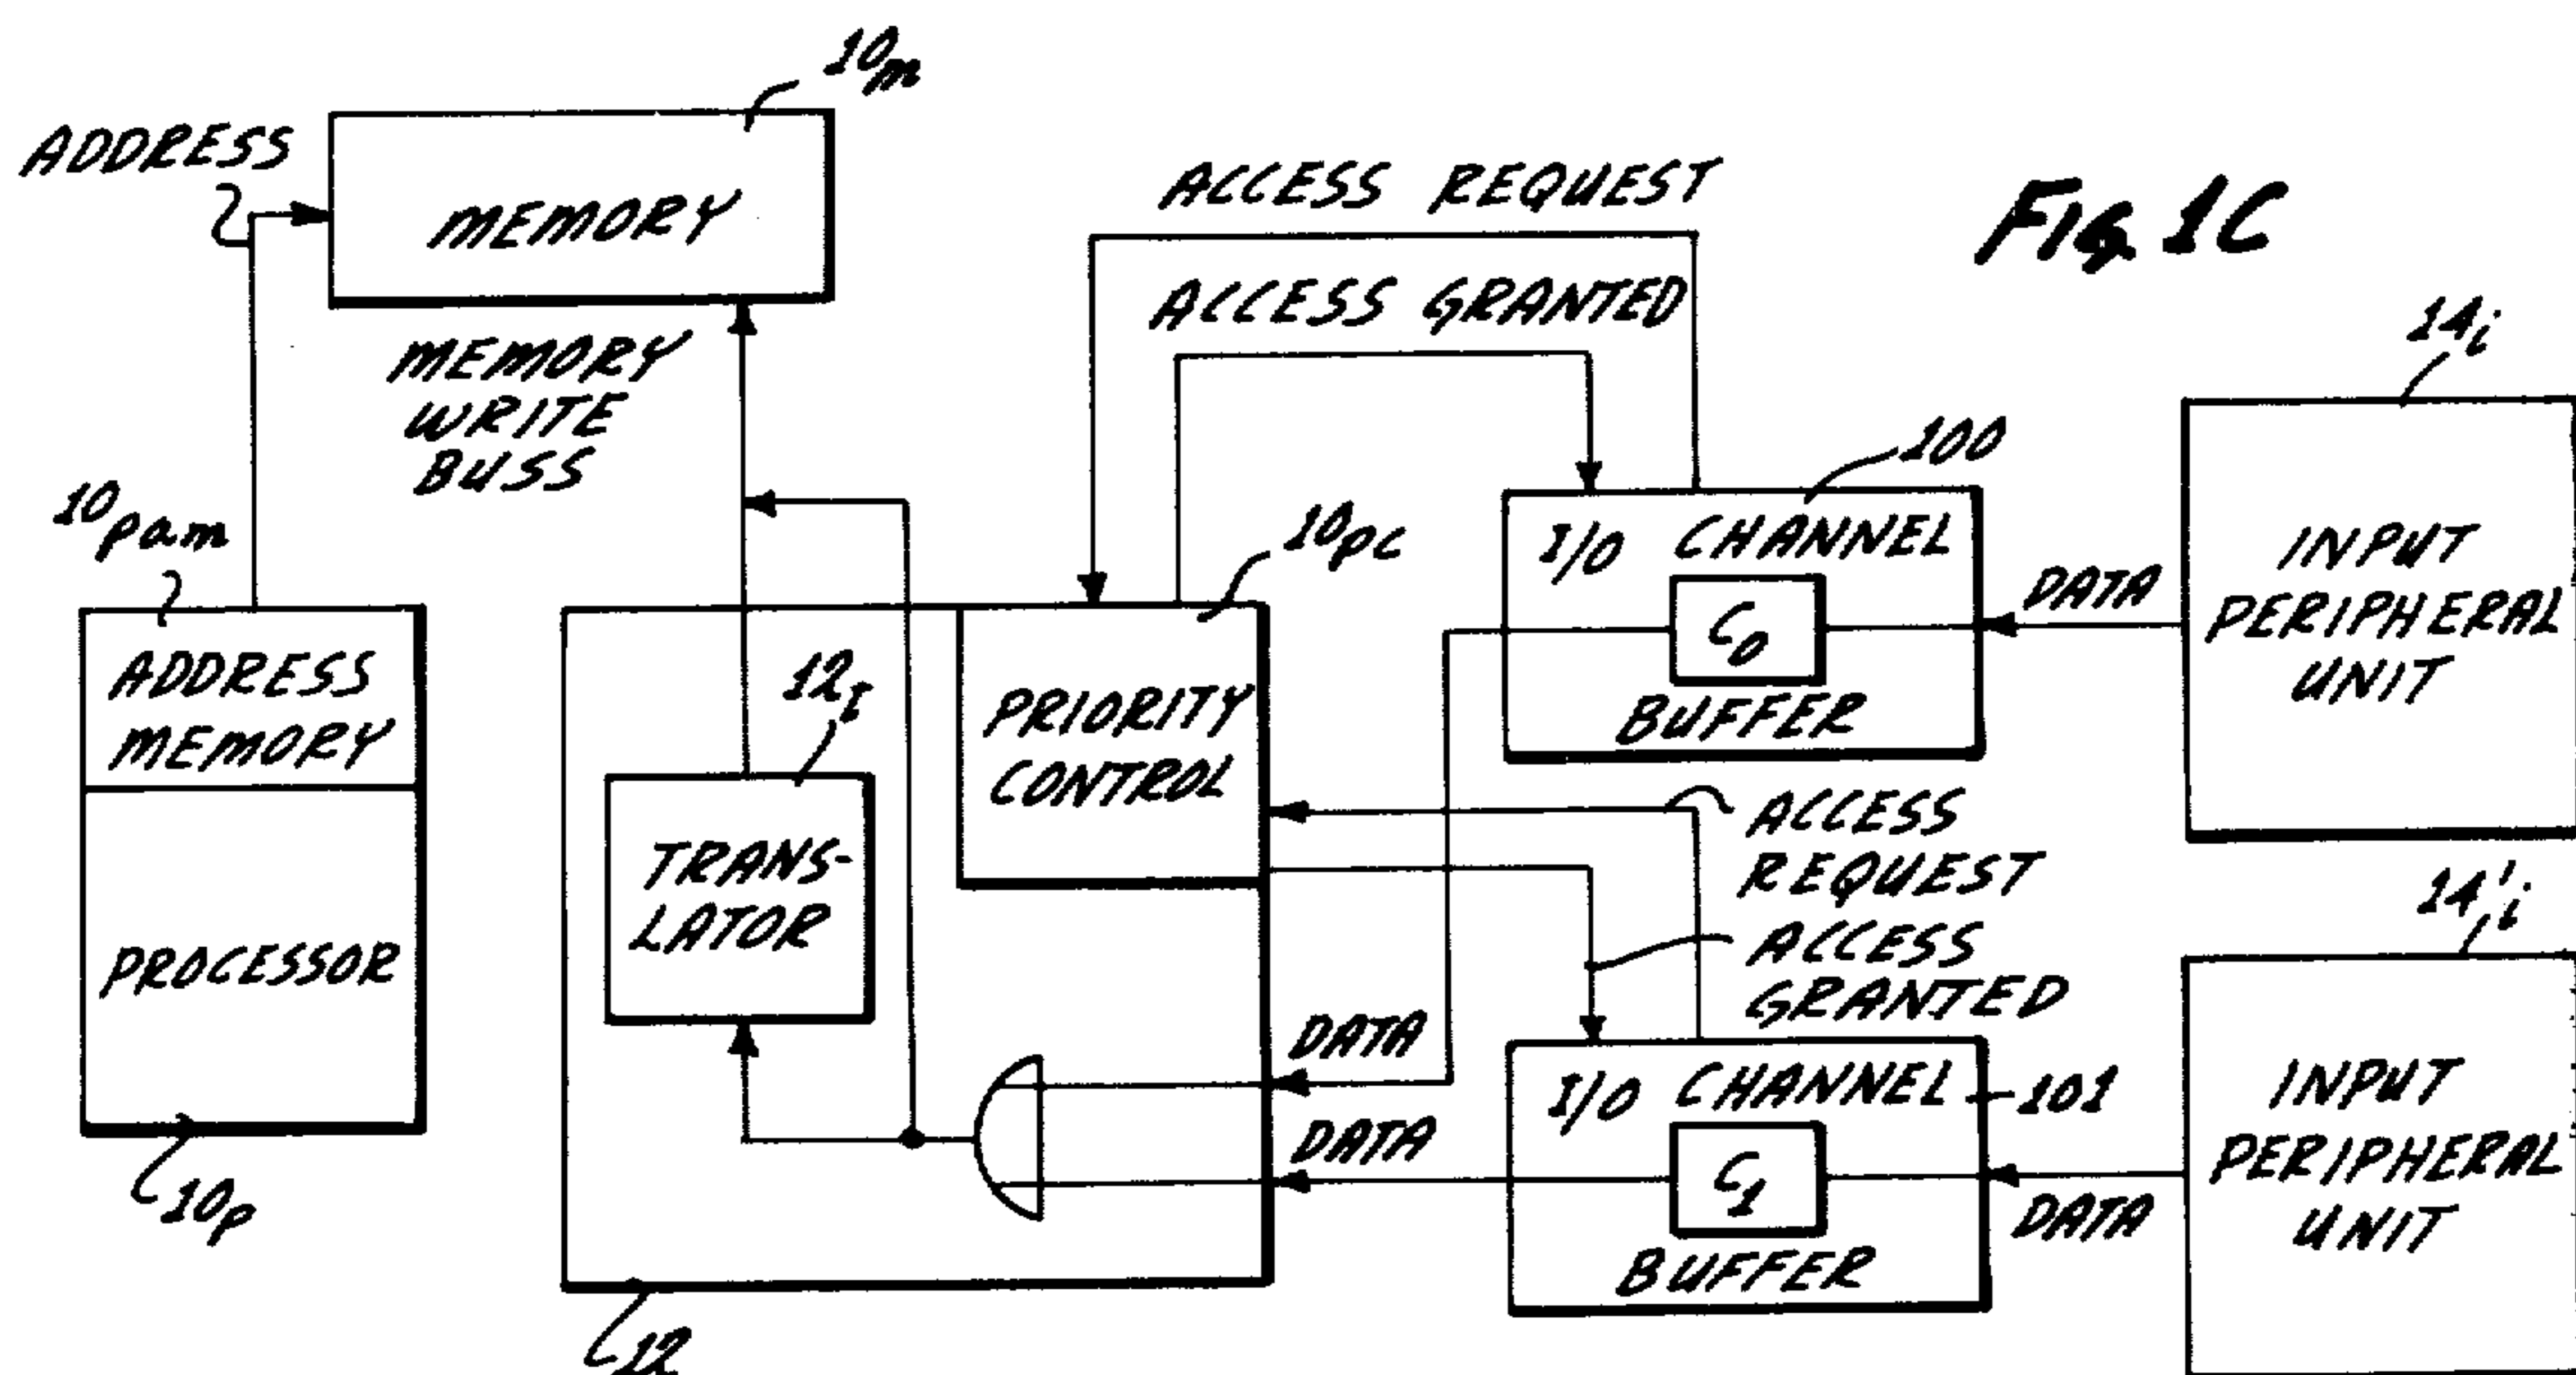 10m
ADDRESS
MEMORY
ACCESS REQUEST
Fig. 1C
ACCESS GRANTED
MEMORY
WRITE
BUSS
14i
100
10pam
10pc
I/O CHANNEL
C0
BUFFER
DATA
INPUT
PERIPHERAL
UNIT
ADDRESS
MEMORY
12t
PRIORITY
CONTROL
TRANS-
LATOR
ACCESS
REQUEST
ACCESS
GRANTED
14'i
PROCESSOR
DATA
DATA
I/O CHANNEL
101
C1
BUFFER
DATA
INPUT
PERIPHERAL
UNIT
10p
12